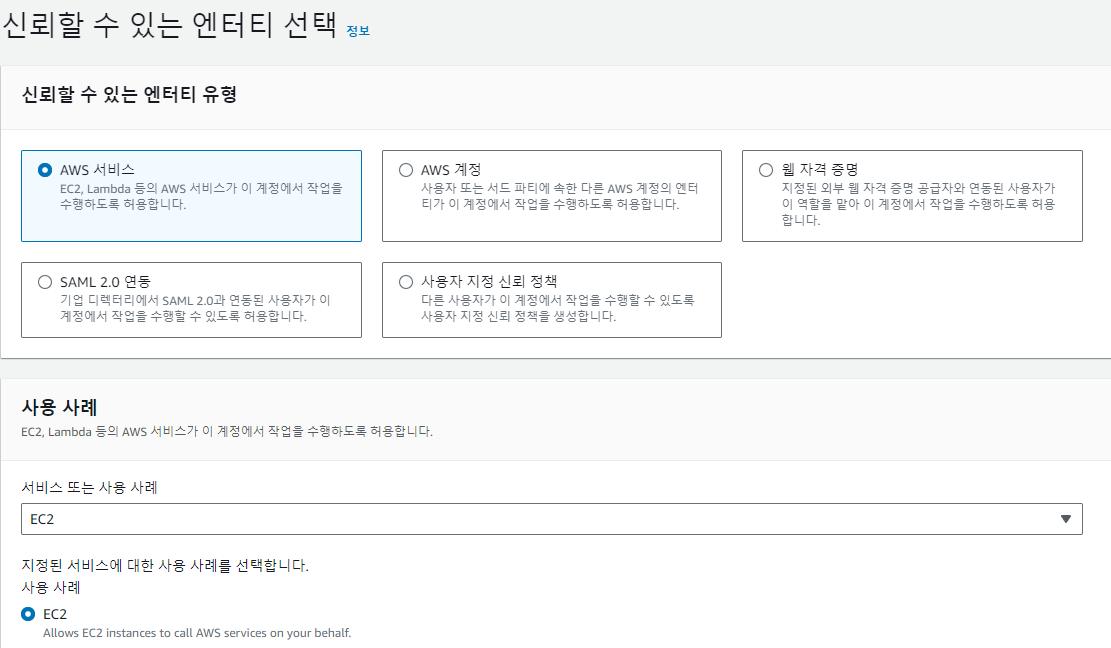 신뢰할 수 있는 엔터티 선택 정보
신뢰할 수 있는 엔터티 유형
AWS 서비스
EC2, Lambda 등의 AWS 서비스가 이 계정에서 작업을
수행하도록 허용합니다.
AWS 계정
사용자 또는 서드 파티에 속한 다른 AWS 계정의 엔터
티가 이 계정에서 작업을 수행하도록 허용합니다.
웹 자격 증명
지정된 외부 웹 자격 증명 공급자와 연동된 사용자가
이 역할을 맡아 이 계정에서 작업을 수행하도록 허용
합니다.
SAML 2.0 연동
기업 디렉터리에서 SAML 2.0과 연동된 사용자가 이
계정에서 작업을 수행할 수 있도록 허용합니다.
사용자 지정 신뢰 정책
다른 사용자가 이 계정에서 작업을 수행할 수 있도록
사용자 지정 신뢰 정책을 생성합니다.
사용 사례
EC2, Lambda 등의 AWS 서비스가 이 계정에서 작업을 수행하도록 허용합니다.
서비스 또는 사용 사례
EC2
지정된 서비스에 대한 사용 사례를 선택합니다.
사용 사례
EC2
Allows EC2 instances to call AWS services on your behalf.